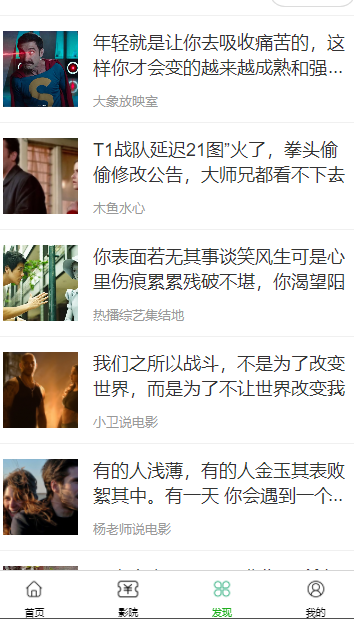 年轻就是让你去吸收痛苦的，这
样你才会变的越来越成熟和强...
大象放映室
T1战队延迟21图”火了，拳头偷
偷修改公告，大师兄都看不下去
木鱼水心
你表面若无其事谈笑风生可是心
里伤痕累累残破不堪，你渴望阳
热播综艺集结地
我们之所以战斗，不是为了改变
世界，而是为了不让世界改变我
小卫说电影
有的人浅薄，有的人金玉其表败
絮其中。有一天 你会遇到一个...
杨老师说电影
首页
影院
发现
我的